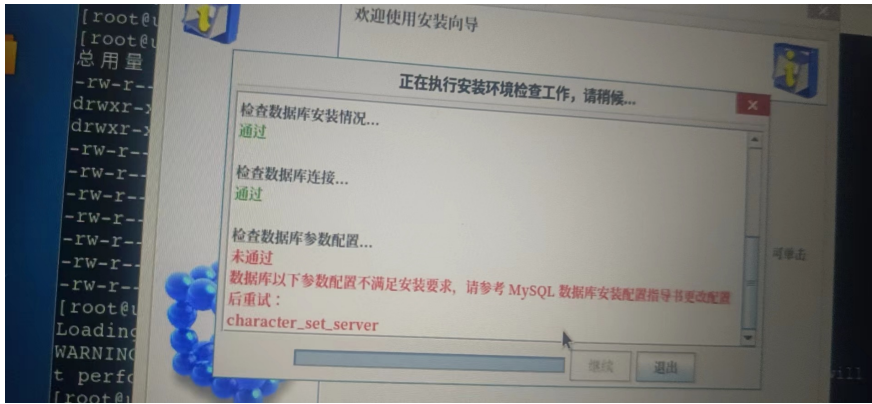 [root@u
[root@u
总用量
-rw-r--
drwxr-x
drwxr-x
-rw-r--
-rw-r--
-rw-r--
-rw-r--
-rw-r--
-rw-r--
-rw-r--
[root@u
Loading
WARNING
t perfo
[root@u
欢迎使用安装向导
正在执行安装环境检查工作，请稍候...
检查数据库安装情况...
通过
检查数据库连接...
通过
检查数据库参数配置...
未通过
数据库以下参数配置不满足安装要求，请参考 MySQL 数据库安装配置指导书更改配置
后重试：
character_set_server
继续
退出
可单击
will